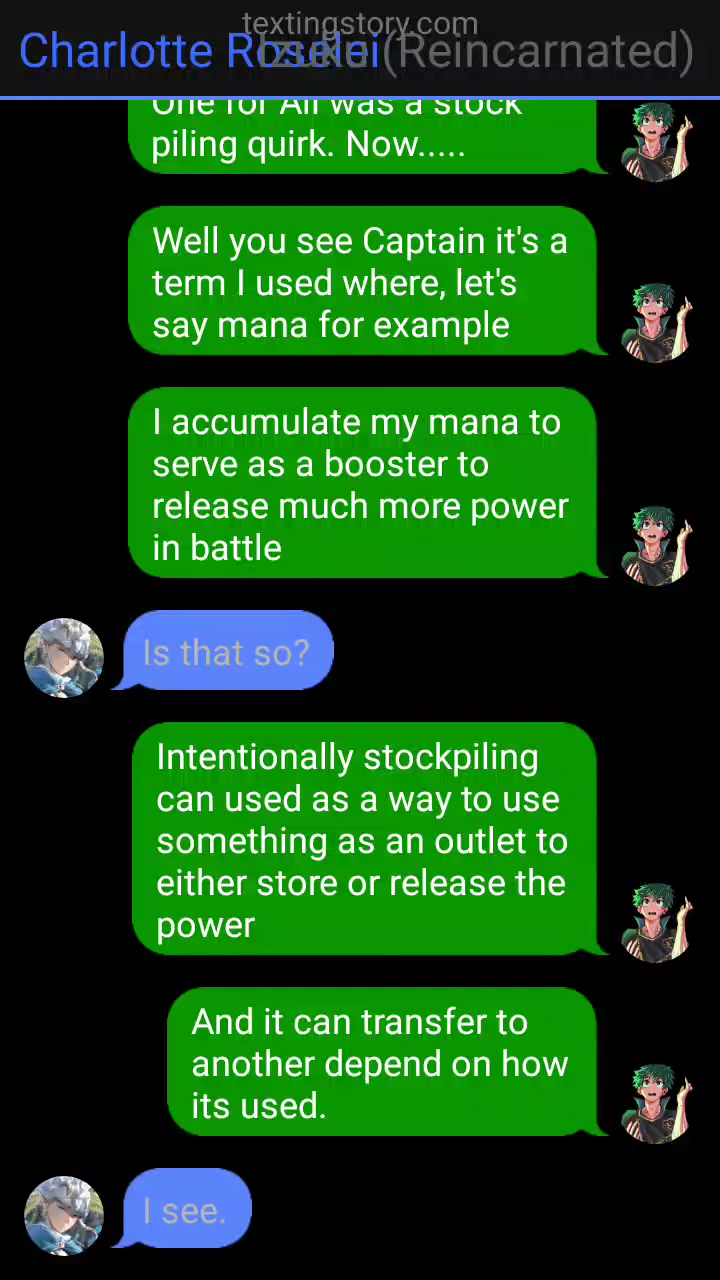 textingstory.com
Charlotte Roselei
(Reincarnated)
One for All was a stock
piling quirk. Now.....
Well you see Captain it's a
term I used where, let's
say mana for example
I accumulate my mana to
serve as a booster to
release much more power
in battle
Is that so?
Intentionally stockpiling
can used as a way to use
something as an outlet to
either store or release the
power
And it can transfer to
another depend on how
its used.
I see.